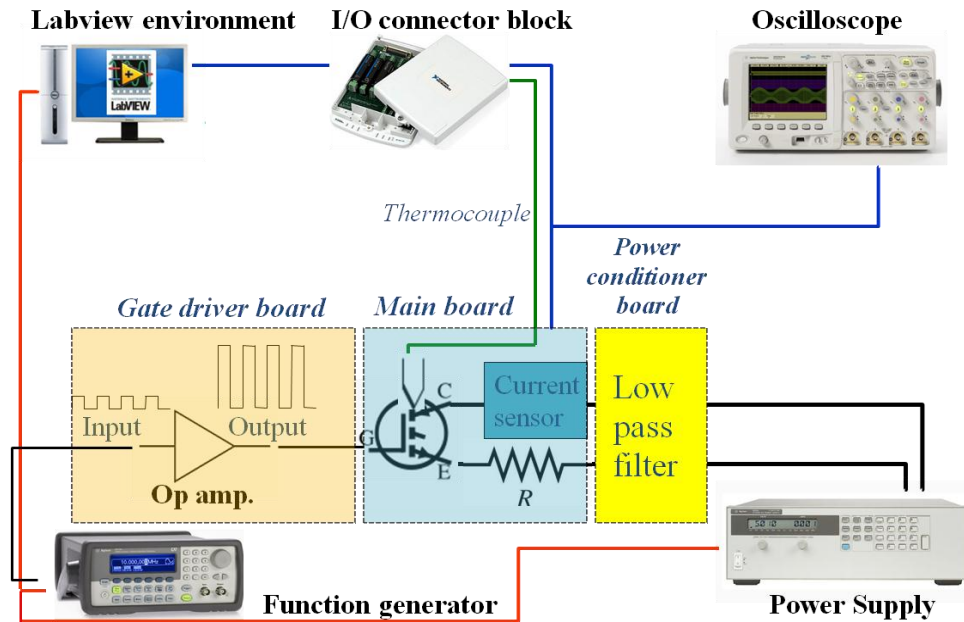 Labview environment
I/O connector block
Oscilloscope
LabVIEW
Thermocouple
Power
conditioner
board
Gate driver board
Main board
Input
Output
Op amp.
G
C
E
Current
sensor
R
Low
pass
filter
Function generator
Power Supply